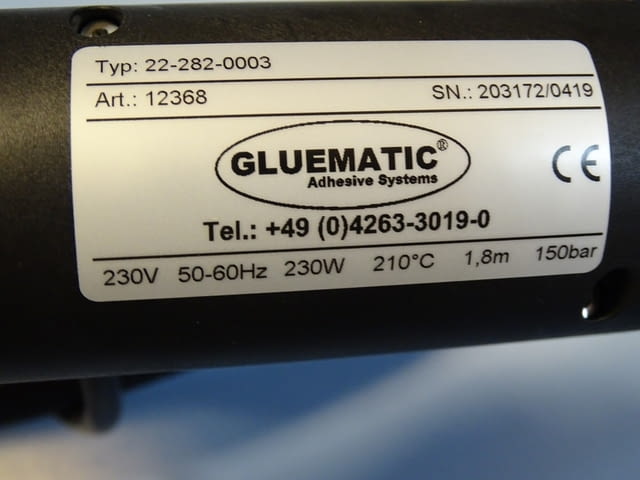 Typ: 22-282-0003
Art.: 12368 SN.: 203172/0419
GLUEMATIC®
Adhesive Systems
CE
Tel.: +49 (0)4263-3019-0
230V 50-60Hz 230W 210°C 1,8m 150bar